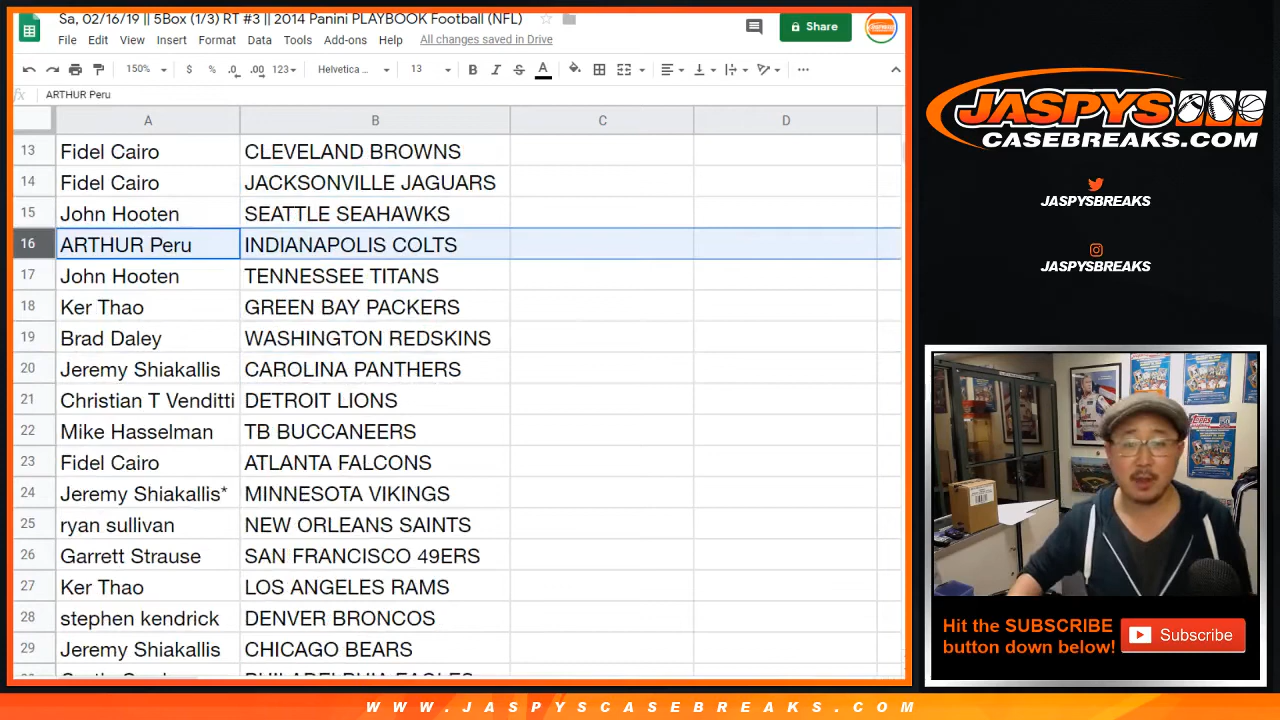 Sa, 02/16/19 || 5Box (1/3) RT #3 || 2014 Panini PLAYBOOK Football (NFL)
File Edit View Insert Format Data Tools Add-ons Help All changes saved in Drive
Share
150% $ % .0 .00 123 Helvetica ... 13 B I S A
fx ARTHUR Peru
A B C D
13 Fidel Cairo CLEVELAND BROWNS
14 Fidel Cairo JACKSONVILLE JAGUARS
15 John Hooten SEATTLE SEAHAWKS
16 ARTHUR Peru INDIANAPOLIS COLTS
17 John Hooten TENNESSEE TITANS
18 Ker Thao GREEN BAY PACKERS
19 Brad Daley WASHINGTON REDSKINS
20 Jeremy Shiakallis CAROLINA PANTHERS
21 Christian T Venditti DETROIT LIONS
22 Mike Hasselman TB BUCCANEERS
23 Fidel Cairo ATLANTA FALCONS
24 Jeremy Shiakallis* MINNESOTA VIKINGS
25 ryan sullivan NEW ORLEANS SAINTS
26 Garrett Strause SAN FRANCISCO 49ERS
27 Ker Thao LOS ANGELES RAMS
28 stephen kendrick DENVER BRONCOS
29 Jeremy Shiakallis CHICAGO BEARS
PHILADELPHIA EAGLES
JASPYS
CASEBREAKS.COM
JASPYSBREAKS
JASPYSBREAKS
Hit the SUBSCRIBE
button down below!
Subscribe
WWW.JASPYSCASEBREAKS.COM